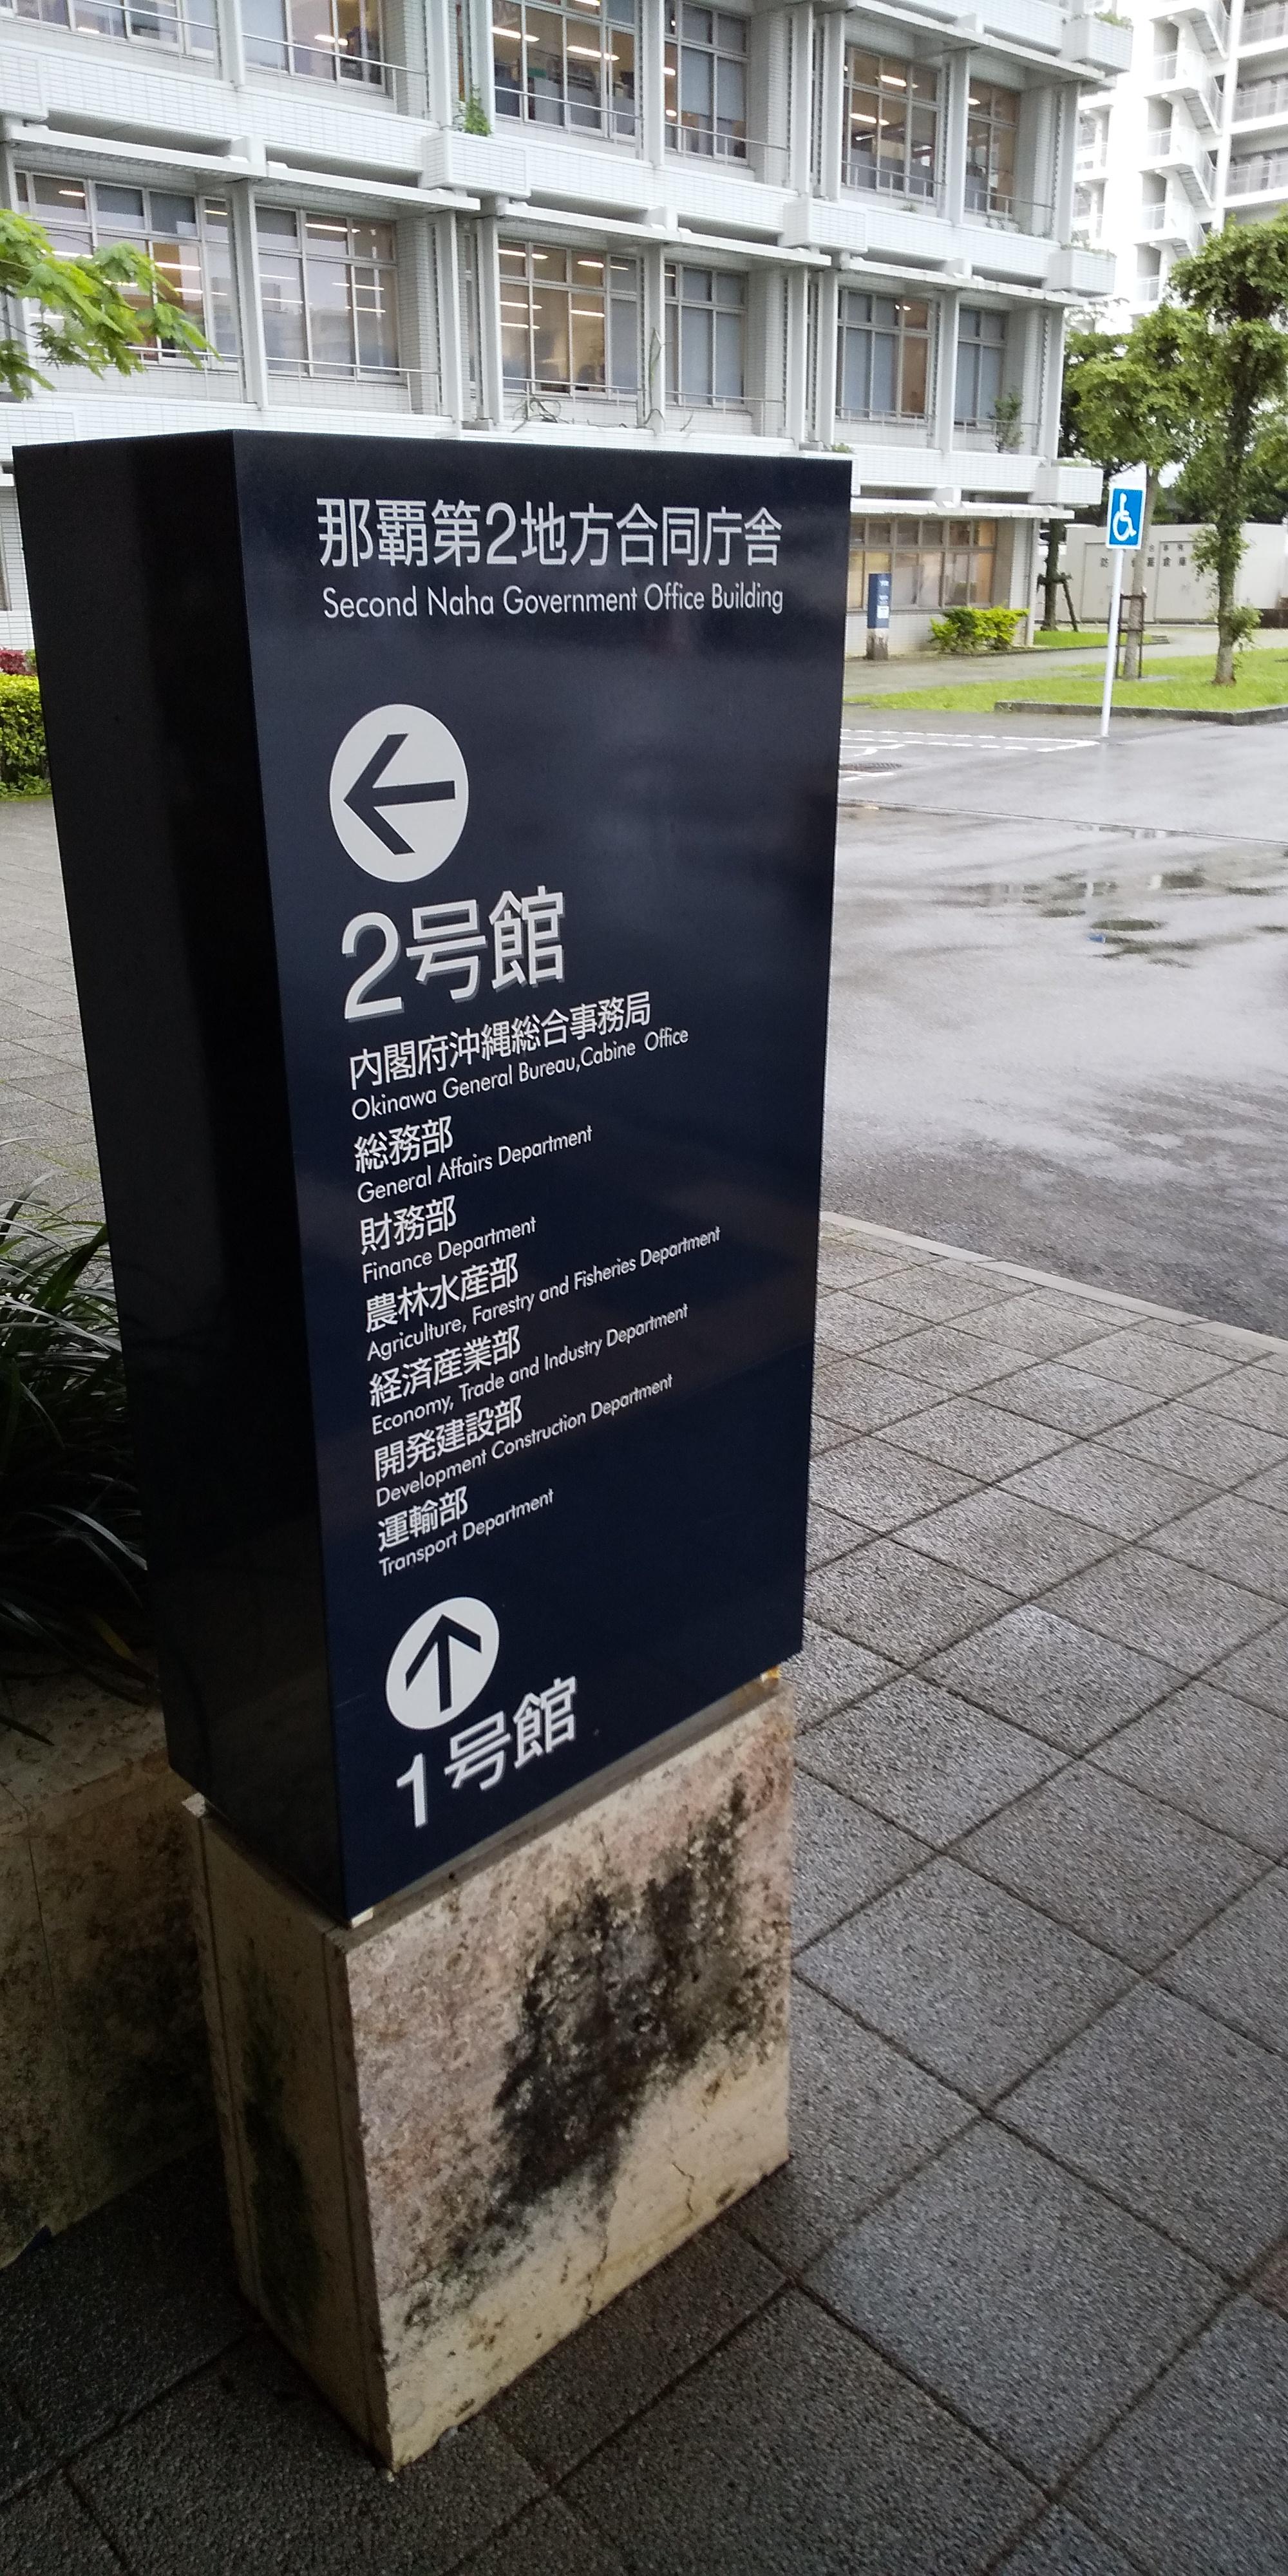 那覇第2地方合同庁舎
Second Naha Government Office Building
2号館
内閣府沖縄総合事務局
Okinawa General Bureau,Cabine Office
総務部
General Affairs Department
財務部
Finance Department
農林水産部
Agriculture, Farestry and Fisheries Department
経済産業部
Economy, Trade and Industry Department
開発建設部
Development Construction Department
運輸部
Transport Department
1号館